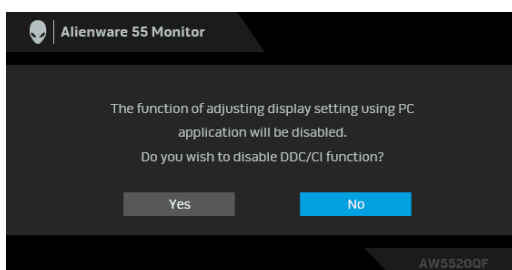 Alienware 55 Monitor
The function of adjusting display setting using PC
application will be disabled.
Do you wish to disable DDC/CI function?
Yes
No
AW5520QF